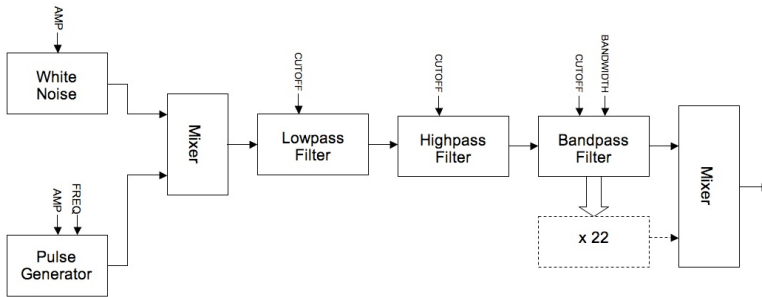 AMP
White
Noise
FREQ
AMP
Pulse
Generator
Mixer
CUTOFF
Lowpass
Filter
CUTOFF
Highpass
Filter
BANDWIDTH
CUTOFF
Bandpass
Filter
x 22
Mixer